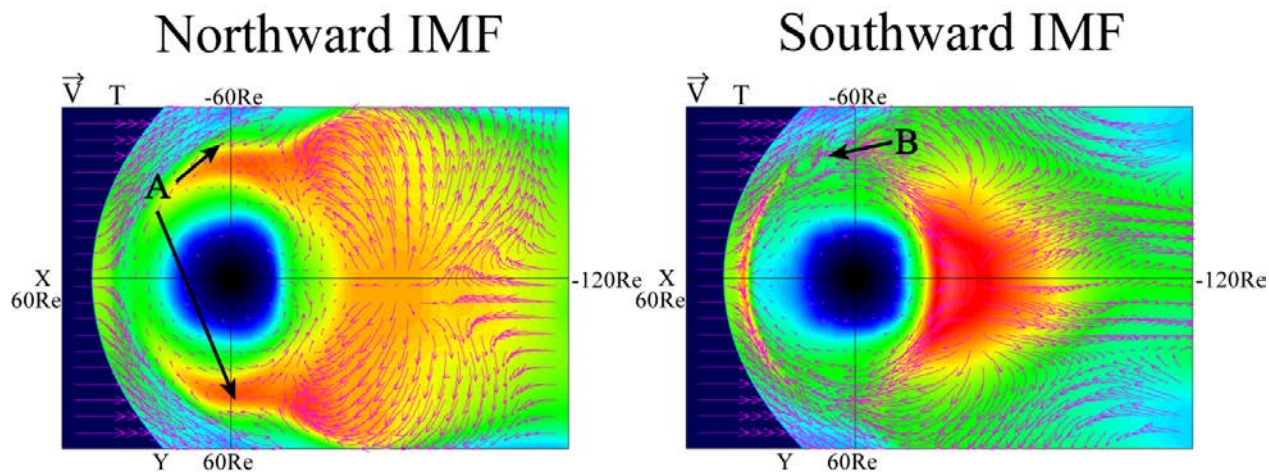 Northward IMF
Southward IMF
V T -60Re
A
X
60Re
-120Re
Y 60Re
V T -60Re
B
X
60Re
-120Re
Y 60Re